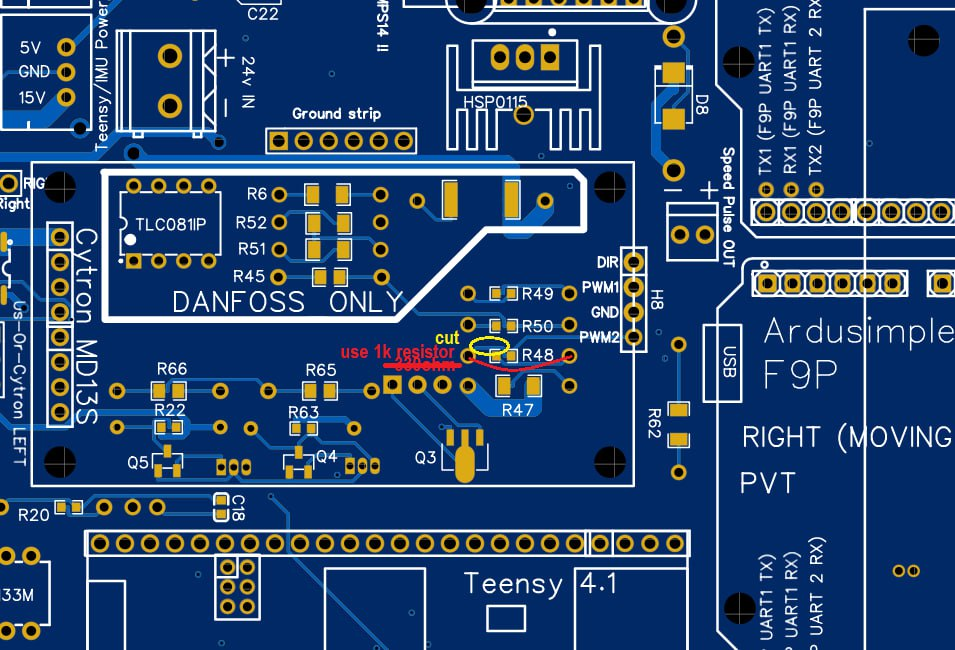 C22
MPS14 II
5V
GND
15V
Teensy/IMU Power
24v IN
Ground strip
HSP0115
D8
TX1 (F9P UART1 TX)
RX1 (F9P UART1 RX)
TX2 (F9P UART 2 RX)
Speed Pulse OUT
Right
R6
R52
R51
R45
TLC081IP
DANFOSS ONLY
Cytron MD13S
Us-Or-Cytron LEFT
DIR
PWM1
GND
PWM2
H8
R49
R50
R48
R47
cut
use 1k resistor
330ohm
R66
R65
R22
R63
Q5
Q4
Q3
R62
USB
Ardusimple
F9P
RIGHT (MOVING
PVT
R20
C18
Teensy 4.1
33M
UART1 TX)
UART1 RX)
UART 2 RX)